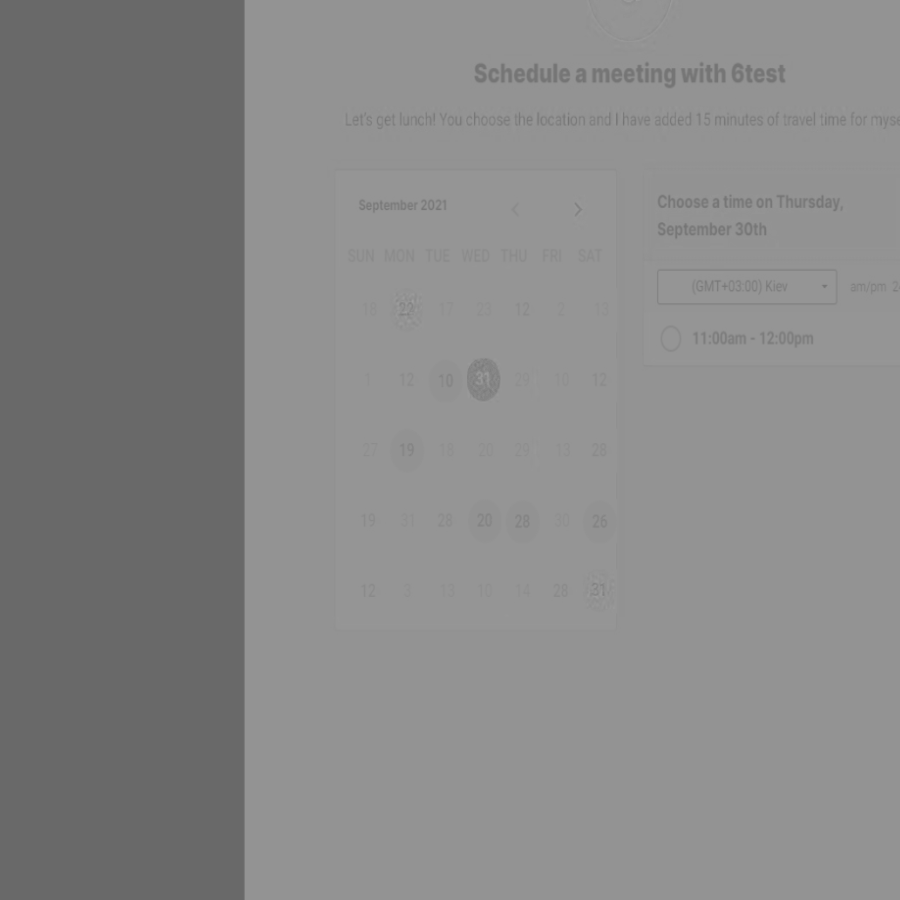 Schedule a meeting with 6test
Let's get lunch! You choose the location and I have added 15 minutes of travel time for myse
September 2021
SUN MON TUE WED THU FRI SAT
22 17 23 12 2 13
1 12 10 31 29 16 12
27 19 18 20 29 13 28
19 31 28 20 28 30 26
12 3 13 10 14 28 31
Choose a time on Thursday,
September 30th
(GMT+03:00) Kiev
am/pm 2
11:00am - 12:00pm